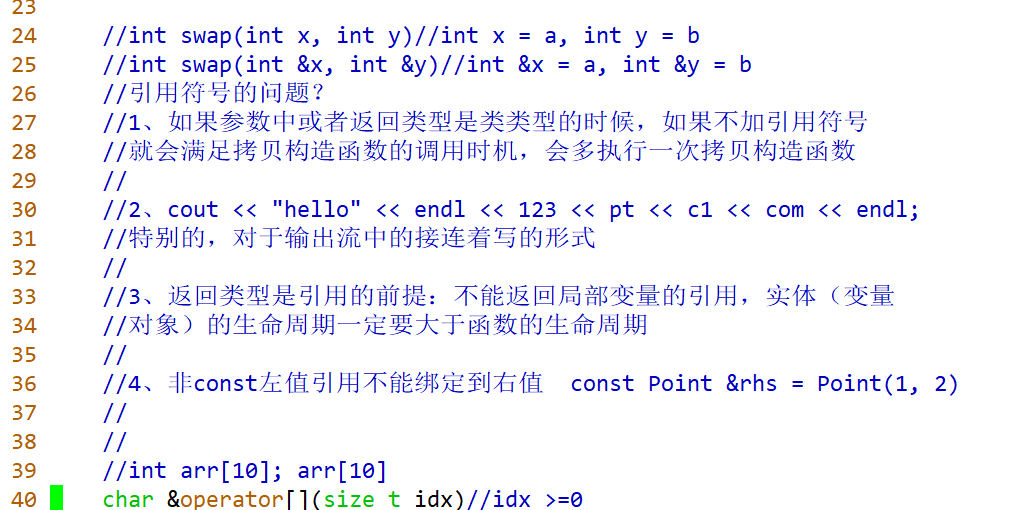 23
24 //int swap(int x, int y)//int x = a, int y = b
25 //int swap(int &x, int &y)//int &x = a, int &y = b
26 //引用符号的问题?
27 //1、如果参数中或者返回类型是类类型的时候，如果不加引用符号
28 //就会满足拷贝构造函数的调用时机，会多执行一次拷贝构造函数
29 //
30 //2、cout << "hello" << endl << 123 << pt << c1 << com << endl;
31 //特别的，对于输出流中的接连着写的形式
32 //
33 //3、返回类型是引用的前提：不能返回局部变量的引用，实体（变量
34 //对象）的生命周期一定要大于函数的生命周期
35 //
36 //4、非const左值引用不能绑定到右值  const Point &rhs = Point(1, 2)
37 //
38 //
39 //int arr[10]; arr[10]
40 char &operator[](size_t idx)//idx >=0